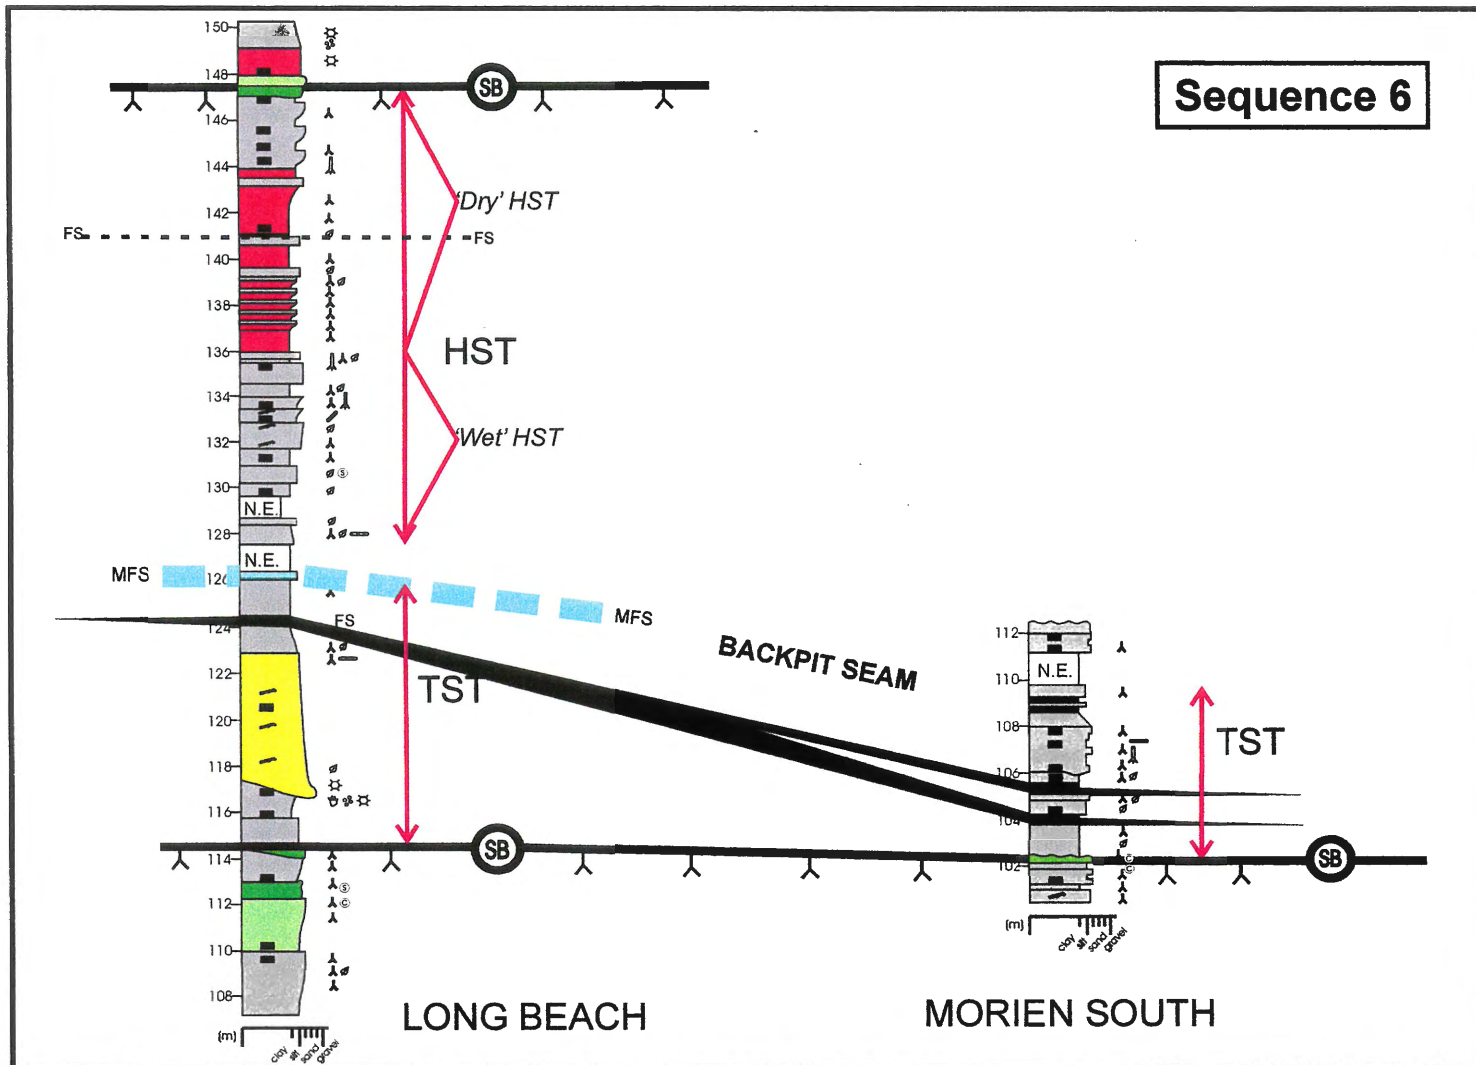 Sequence 6
150
148
SB
146
144
'Dry' HST
142
FS
FS
140
138
136
HST
134
'Wet' HST
132
S
130
N.E.
128
N.E.
MFS
126
MFS
124
FS
BACKPIT SEAM
122
TST
120
118
116
SB
114
S
112
C
110
108
(m)
clay
silt
sand
gravel
LONG BEACH
112
N.E.
110
108
TST
106
104
C
102
C
SB
(m)
clay
silt
sand
gravel
MORIEN SOUTH